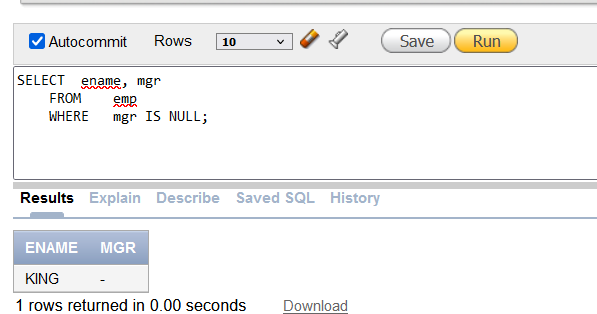 Autocommit Rows 10 Save Run
SELECT ename, mgr
FROM emp
WHERE mgr IS NULL;
Results Explain Describe Saved SQL History
ENAME MGR
KING -
1 rows returned in 0.00 seconds Download